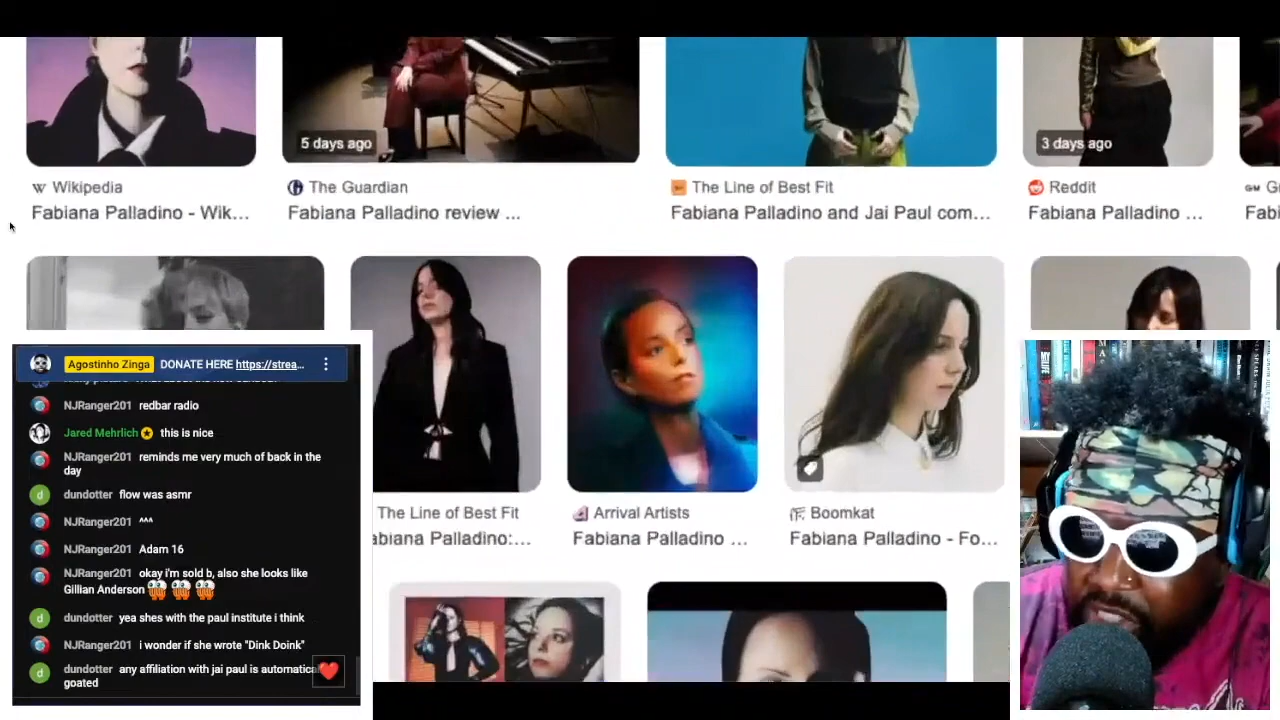 5 days ago
3 days ago
Wikipedia
The Guardian
The Line of Best Fit
Reddit
Fabiana Palladino - Wik...
Fabiana Palladino review ...
Fabiana Palladino and Jai Paul com...
Fabiana Palladino ...
Fabi
The Line of Best Fit
Arrival Artists
Boomkat
abiana Palladino:...
Fabiana Palladino ...
Fabiana Palladino - Fo...
Agostinho Zinga DONATE HERE https://strea...
NJRanger201 redbar radio
Jared Mehrlich this is nice
NJRanger201 reminds me very much of back in the
day
dundotter flow was asmr
NJRanger201 ^^^
NJRanger201 Adam 16
NJRanger201 okay i'm sold b, also she looks like
Gillian Anderson
dundotter yea shes with the paul institute i think
NJRanger201 i wonder if she wrote "Dink Doink"
dundotter any affiliation with jai paul is automatica
goated